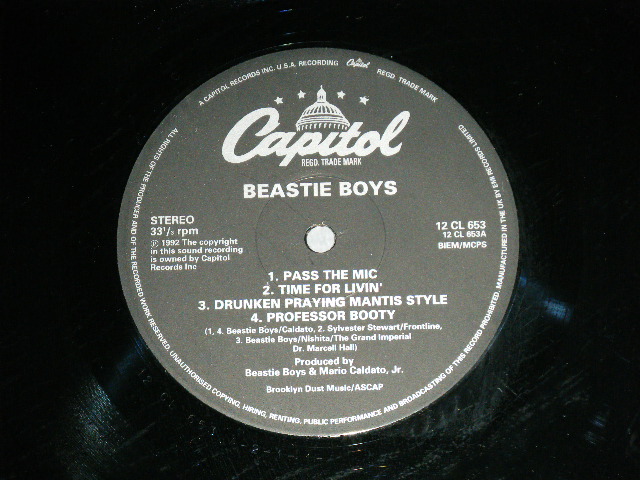 A CAPITOL RECORDS INC. U.S.A. RECORDING Capitol REGD. TRADE MARK
Capitol
REGD. TRADE MARK
BEASTIE BOYS
STEREO
33 1/3 rpm
℗ 1992 The copyright
in this sound recording
is owned by Capitol
Records Inc
12 CL 653
12 CL 653A
BIEM/MCPS
1. PASS THE MIC
2. TIME FOR LIVIN'
3. DRUNKEN PRAYING MANTIS STYLE
4. PROFESSOR BOOTY
(1, 4. Beastie Boys/Caldato, 2. Sylvester Stewart/Frontline,
3. Beastie Boys/Nishita/The Grand Imperial
Dr. Marcell Hall)
Produced by
Beastie Boys & Mario Caldato, Jr.
Brooklyn Dust Music/ASCAP
ALL RIGHTS OF THE PRODUCER AND OF THE OWNER OF THE RECORDED WORK RESERVED. UNAUTHORISED COPYING, HIRING, RENTING, PUBLIC PERFORMANCE AND BROADCASTING OF THIS RECORD PROHIBITED. MANUFACTURED IN THE UK BY EMI RECORDS LIMITED